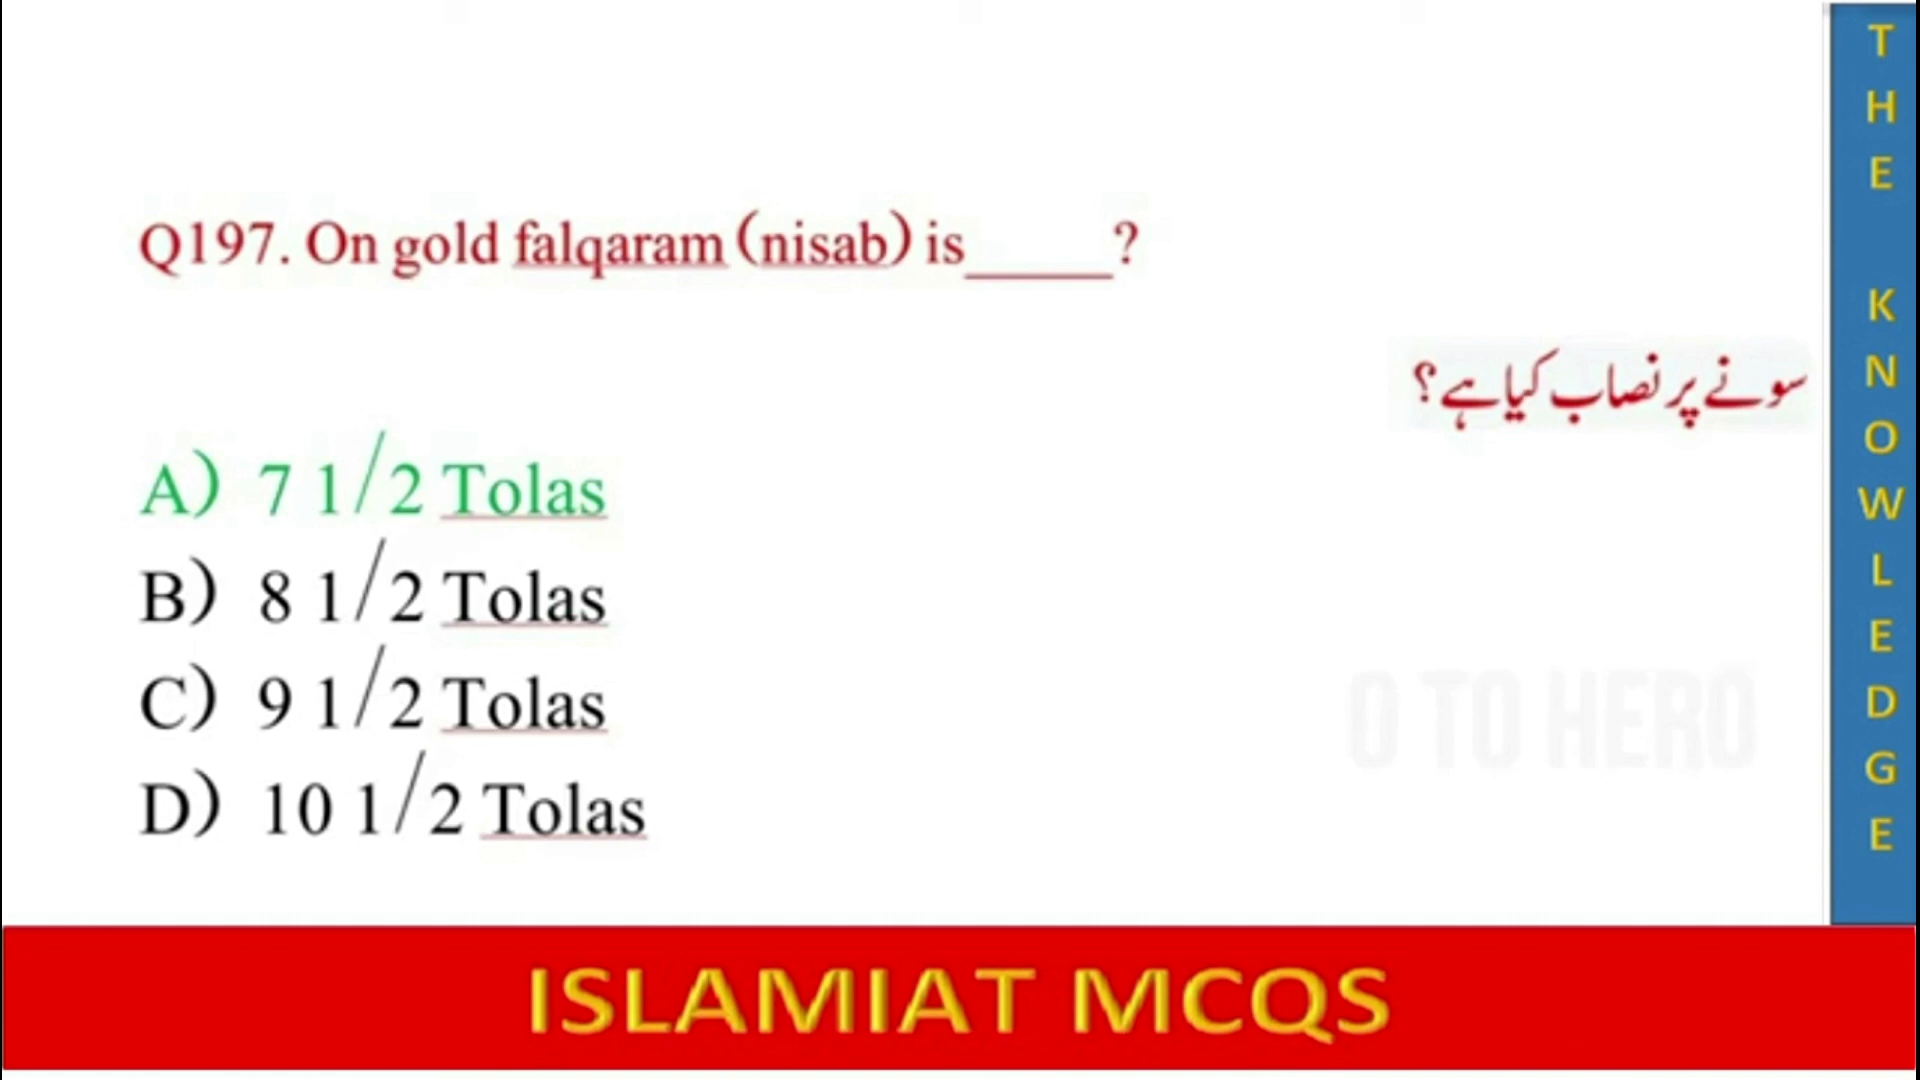 Q197. On gold falqaram (nisab) is_____?
سونے پر نصاب کیا ہے؟
A) 7 1/2 Tolas
B) 8 1/2 Tolas
C) 9 1/2 Tolas
D) 10 1/2 Tolas
0 TO HERO
THE KNOWLEDGE
ISLAMIAT MCQS